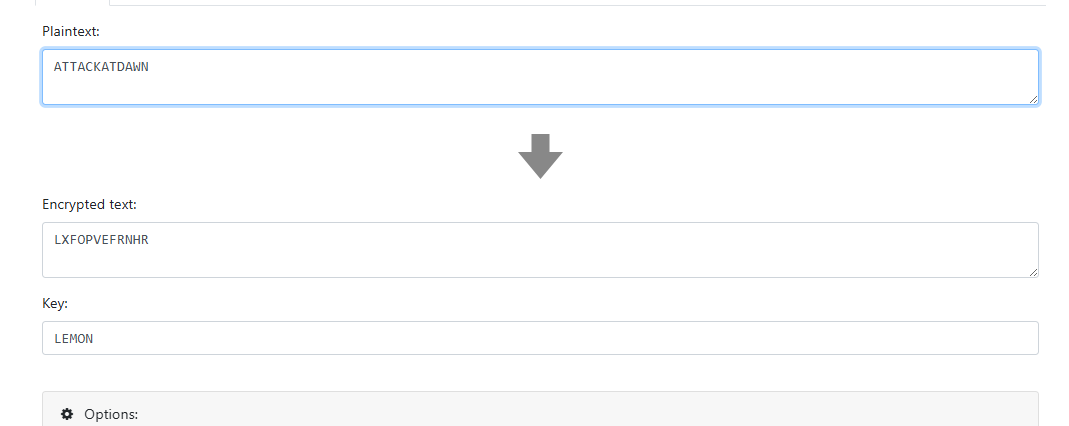 Plaintext:
ATTACKATDAWN
Encrypted text:
LXFOPVEFRNHR
Key:
LEMON
Options: